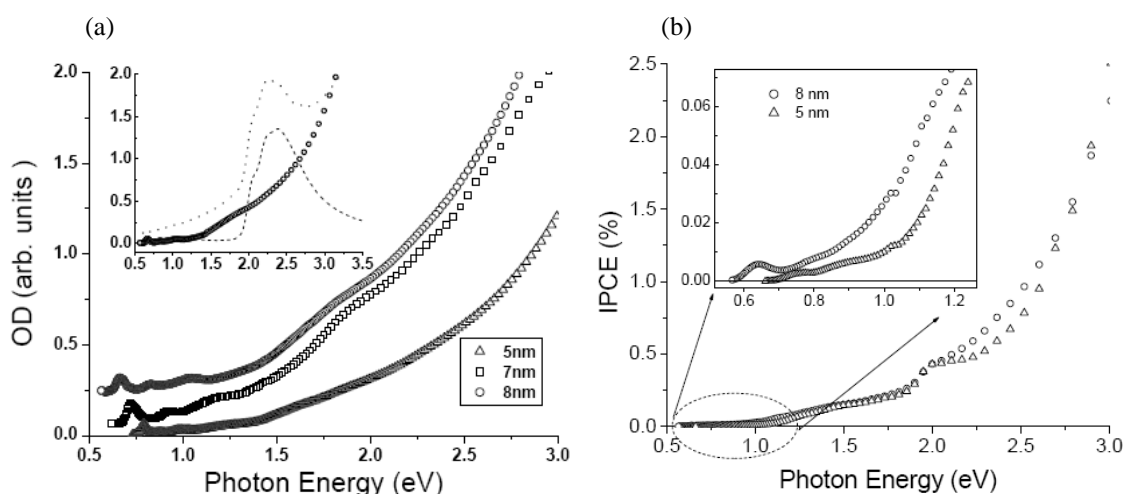 (a)
2.0
1.5
1.0
0.5
0.0
OD (arb. units)
0.5 1.0 1.5 2.0 2.5 3.0
Photon Energy (eV)
2.0
1.5
1.0
0.5
0.0
0.5 1.0 1.5 2.0 2.5 3.0 3.5
5nm
7nm
8nm
(b)
2.5
2.0
1.5
1.0
0.5
0.0
IPCE (%)
0.5 1.0 1.5 2.0 2.5 3.0
Photon Energy (eV)
0.06
0.04
0.02
0.00
0.6 0.8 1.0 1.2
8 nm
5 nm